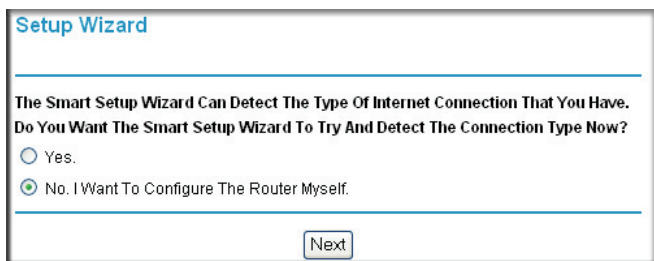 Setup Wizard
The Smart Setup Wizard Can Detect The Type Of Internet Connection That You Have.
Do You Want The Smart Setup Wizard To Try And Detect The Connection Type Now?
Yes.
No. I Want To Configure The Router Myself.
Next